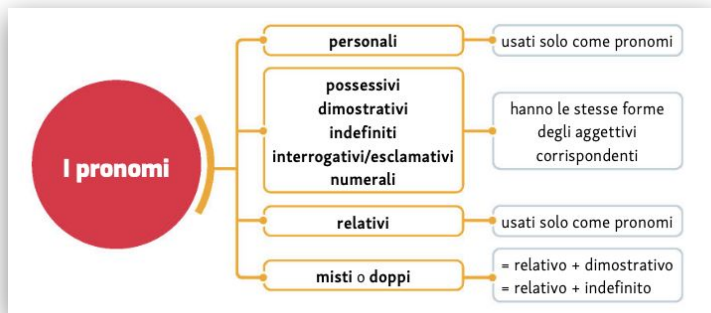 I pronomi
personali
usati solo come pronomi
possessivi
dimostrativi
indefiniti
interrogativi/esclamativi
numerali
hanno le stesse forme
degli aggettivi
corrispondenti
relativi
usati solo come pronomi
misti o doppi
= relativo + dimostrativo
= relativo + indefinito